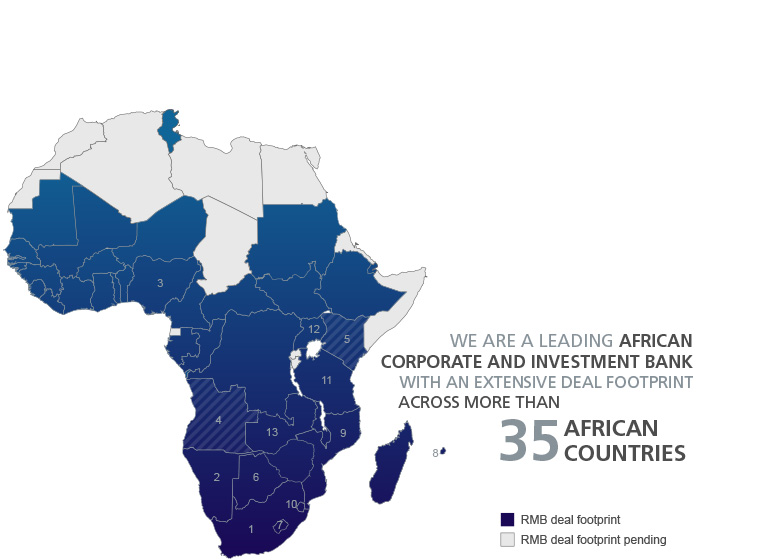 3
12
5
11
4
13
9
8
2
6
10
1
7
WE ARE A LEADING AFRICAN
CORPORATE AND INVESTMENT BANK
WITH AN EXTENSIVE DEAL FOOTPRINT
ACROSS MORE THAN
35 AFRICAN
COUNTRIES
RMB deal footprint
RMB deal footprint pending